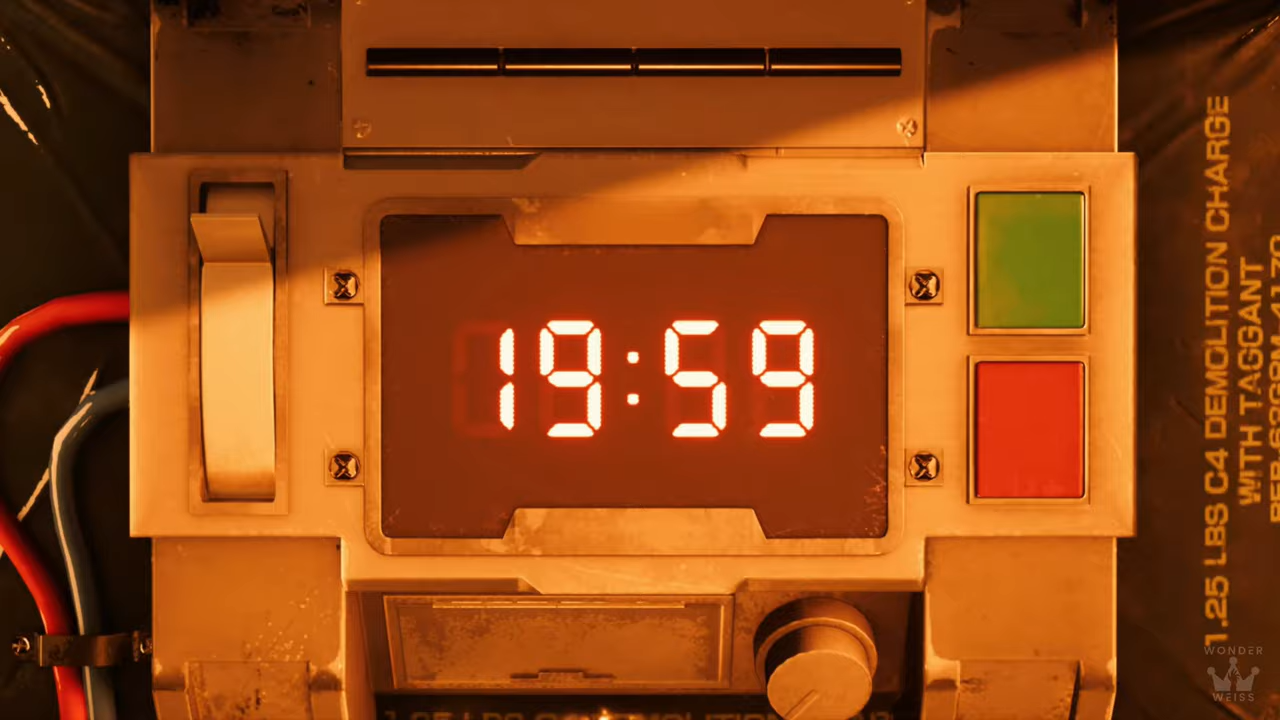 19:59
1.25 LBS C4 DEMOLITION CHARGE
WITH TAGGANT
WONDER
WEISS